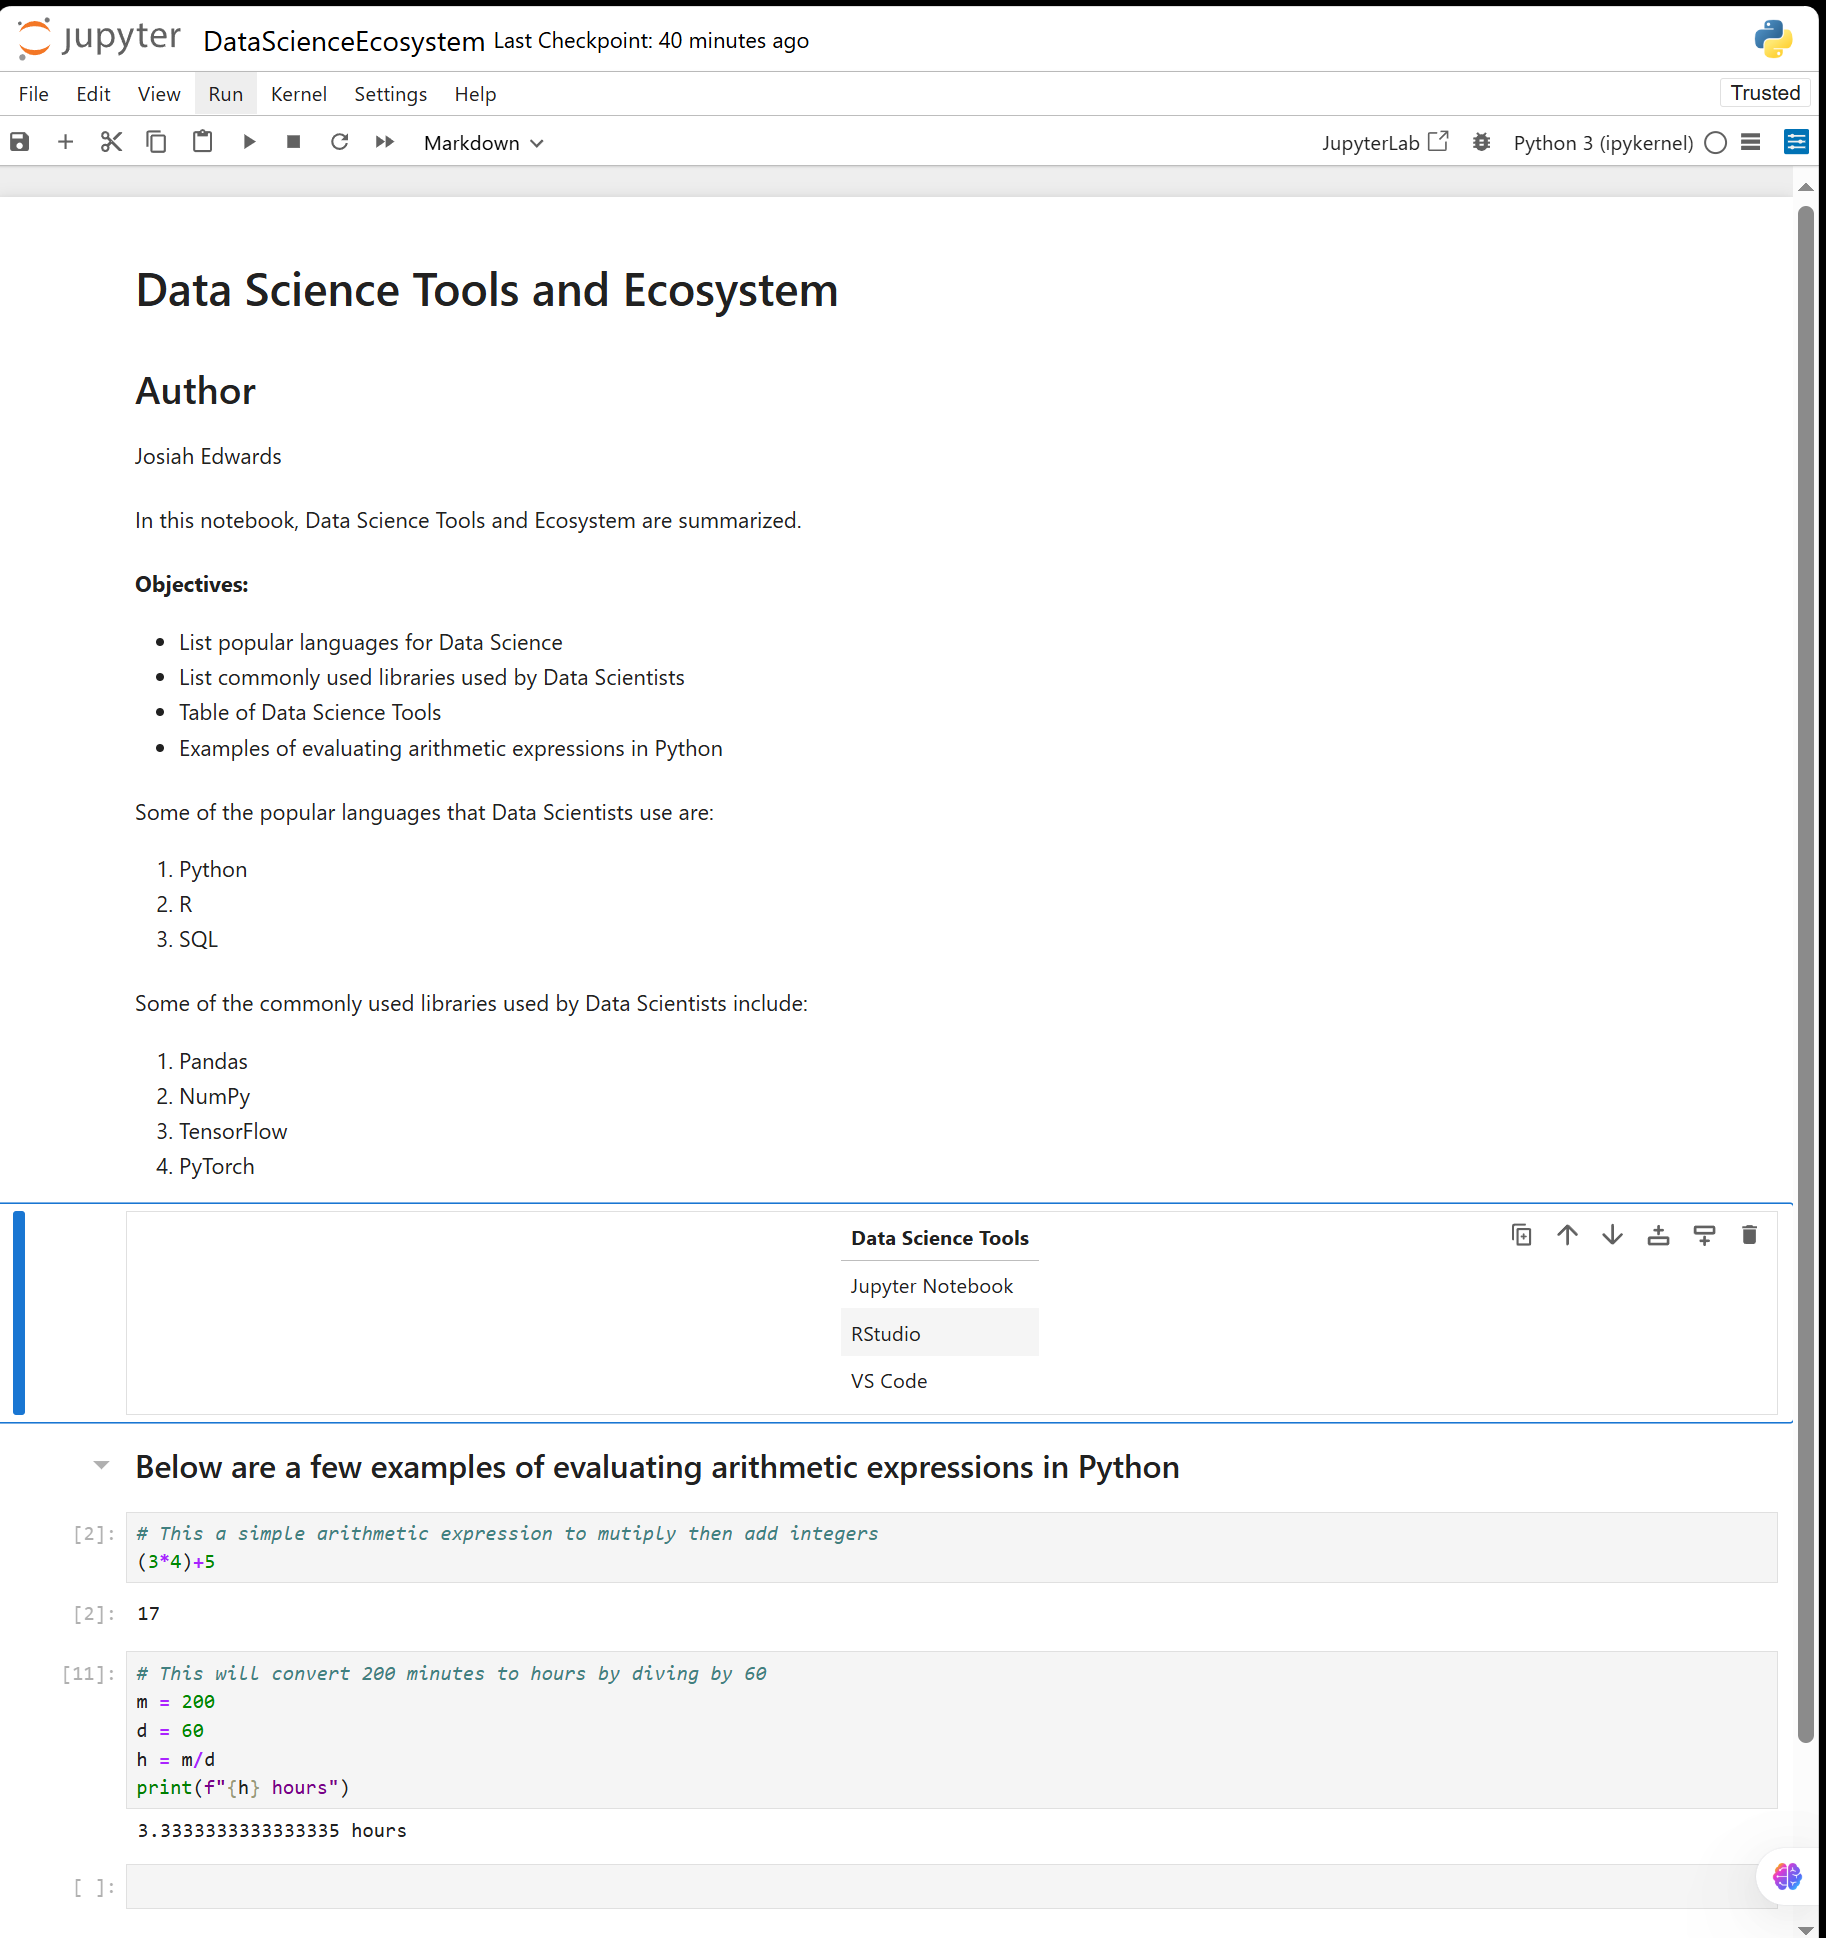 jupyter DataScienceEcosystem Last Checkpoint: 40 minutes ago
File Edit View Run Kernel Settings Help Trusted
Markdown JupyterLab Python 3 (ipykernel)
Data Science Tools and Ecosystem
Author
Josiah Edwards
In this notebook, Data Science Tools and Ecosystem are summarized.
Objectives:
• List popular languages for Data Science
• List commonly used libraries used by Data Scientists
• Table of Data Science Tools
• Examples of evaluating arithmetic expressions in Python
Some of the popular languages that Data Scientists use are:
1. Python
2. R
3. SQL
Some of the commonly used libraries used by Data Scientists include:
1. Pandas
2. NumPy
3. TensorFlow
4. PyTorch
Data Science Tools
Jupyter Notebook
RStudio
VS Code
Below are a few examples of evaluating arithmetic expressions in Python
[2]: # This a simple arithmetic expression to mutiply then add integers
(3*4)+5
[2]: 17
[11]: # This will convert 200 minutes to hours by diving by 60
m = 200
d = 60
h = m/d
print(f"{h} hours")
3.3333333333333335 hours
[ ]: